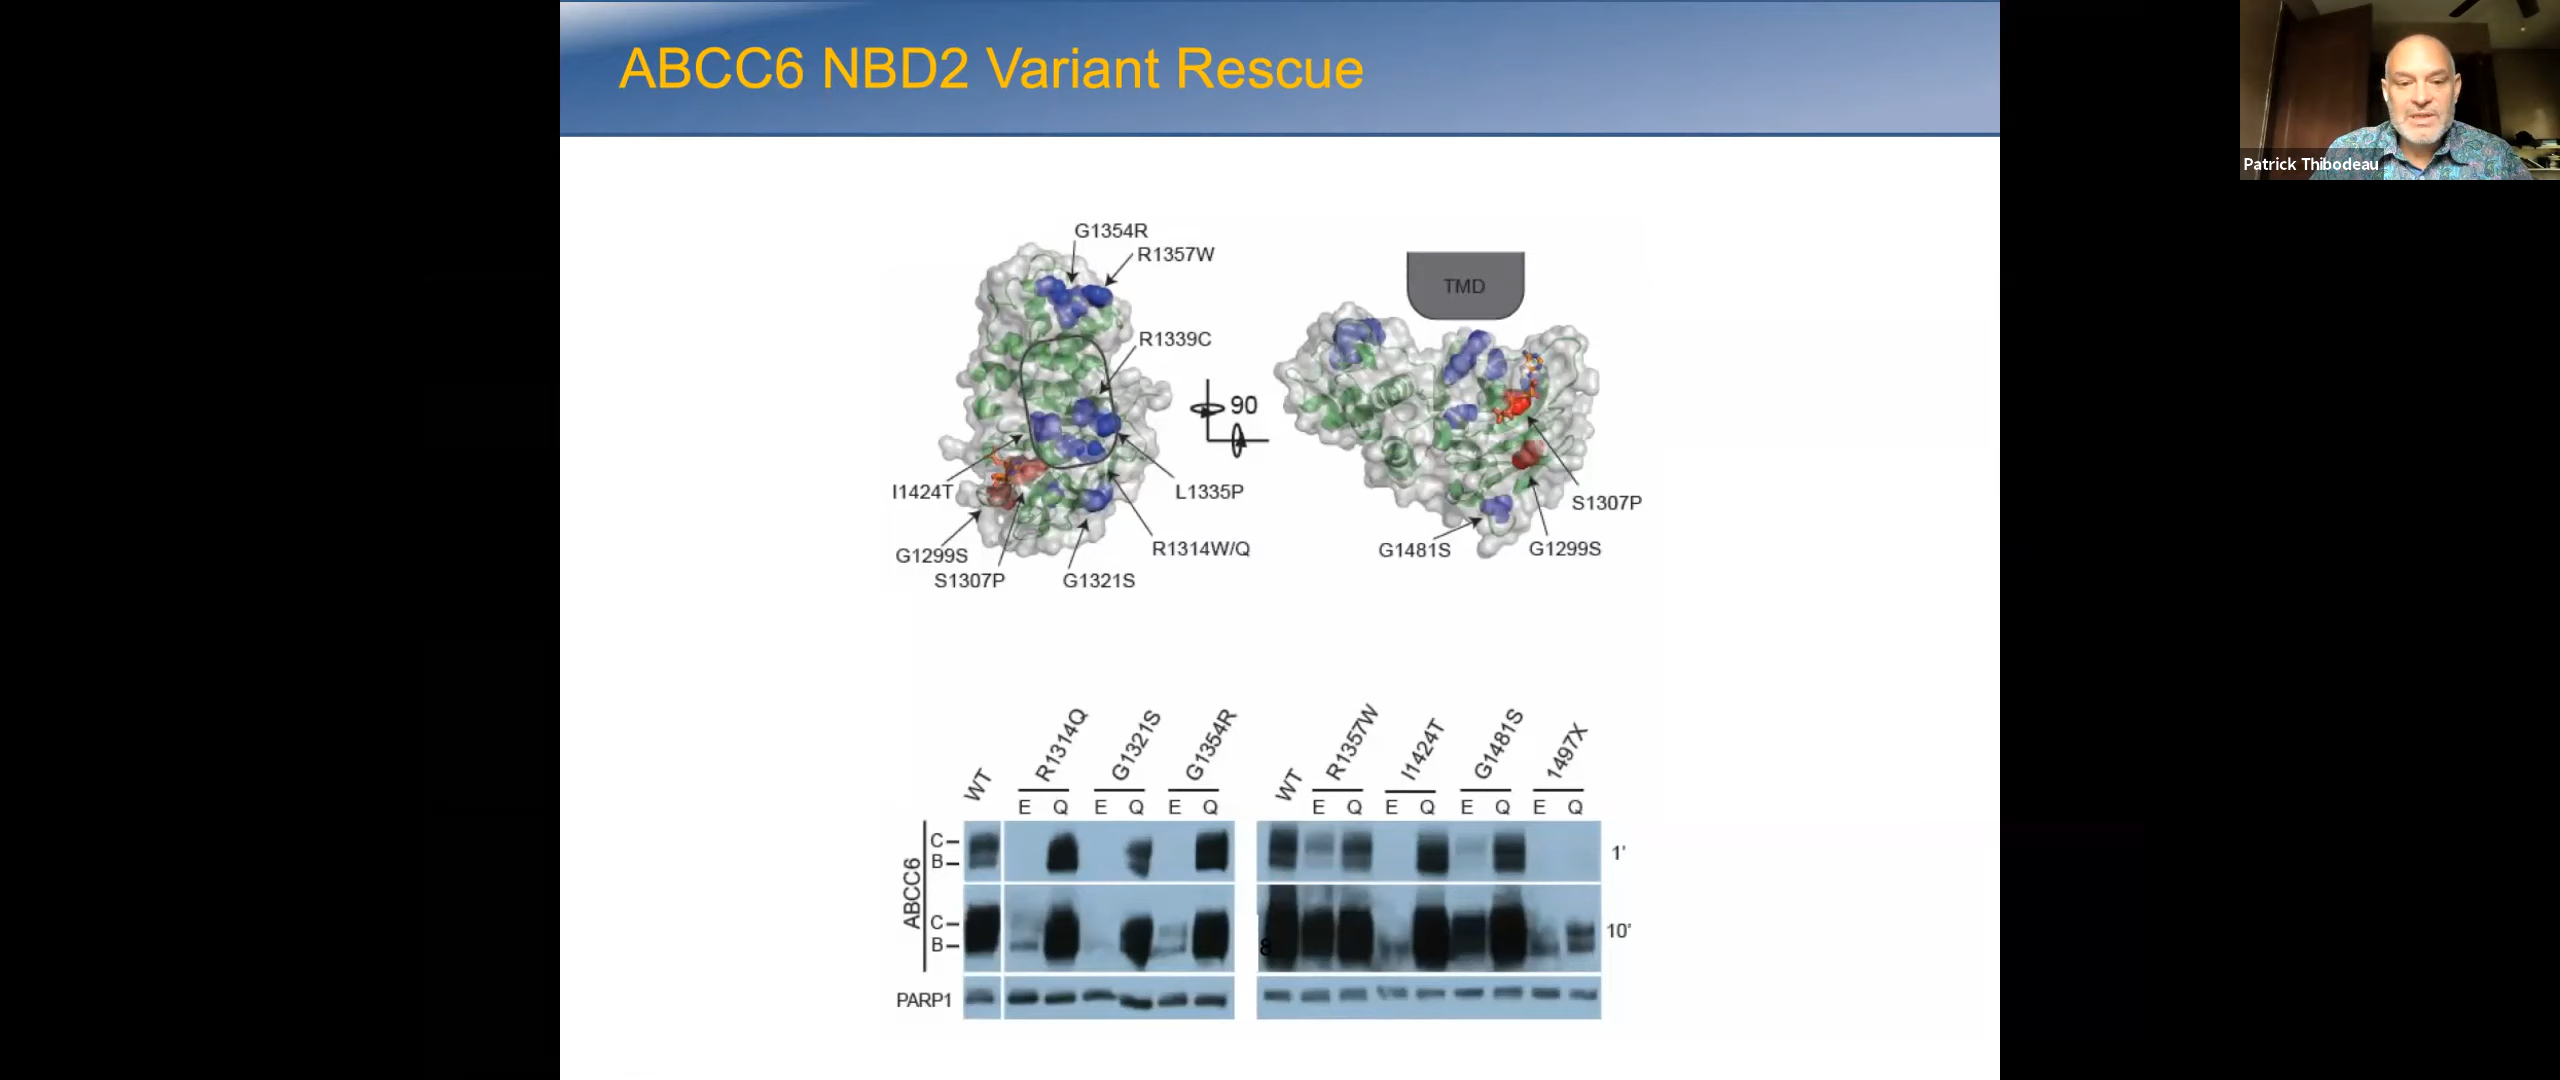 ABCC6 NBD2 Variant Rescue
Patrick Thibodeau
G1354R
R1357W
R1339C
I1424T
L1335P
G1299S
R1314W/Q
S1307P
G1321S
90
TMD
S1307P
G1481S
G1299S
WT R1314Q G1321S G1354R WT R1357W I1424T G1481S 1497X
E Q E Q E Q E Q E Q E Q E Q
ABCC6
C
B
1'
C
B
8
10'
PARP1